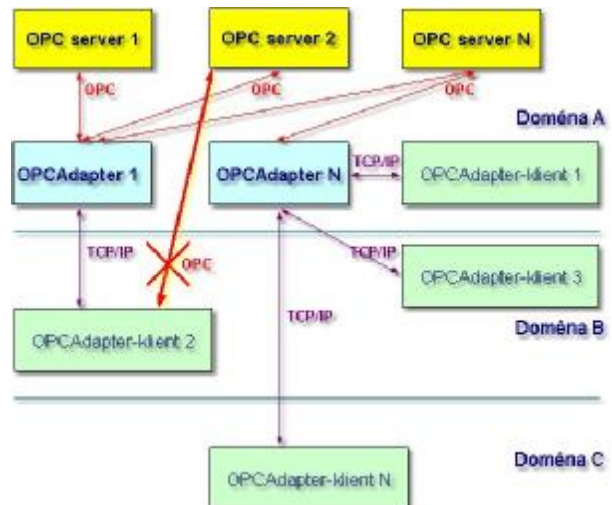 OPC server 1
OPC server 2
OPC server N
OPC
OPC
OPC
Doména A
OPCAdapter 1
OPCAdapter N
TCP/IP
OPCAdapter-klient 1
TCP/IP
OPC
TCP/IP
OPCAdapter-klient 3
TCP/IP
OPCAdapter-klient 2
Doména B
Doména C
OPCAdapter-klient N